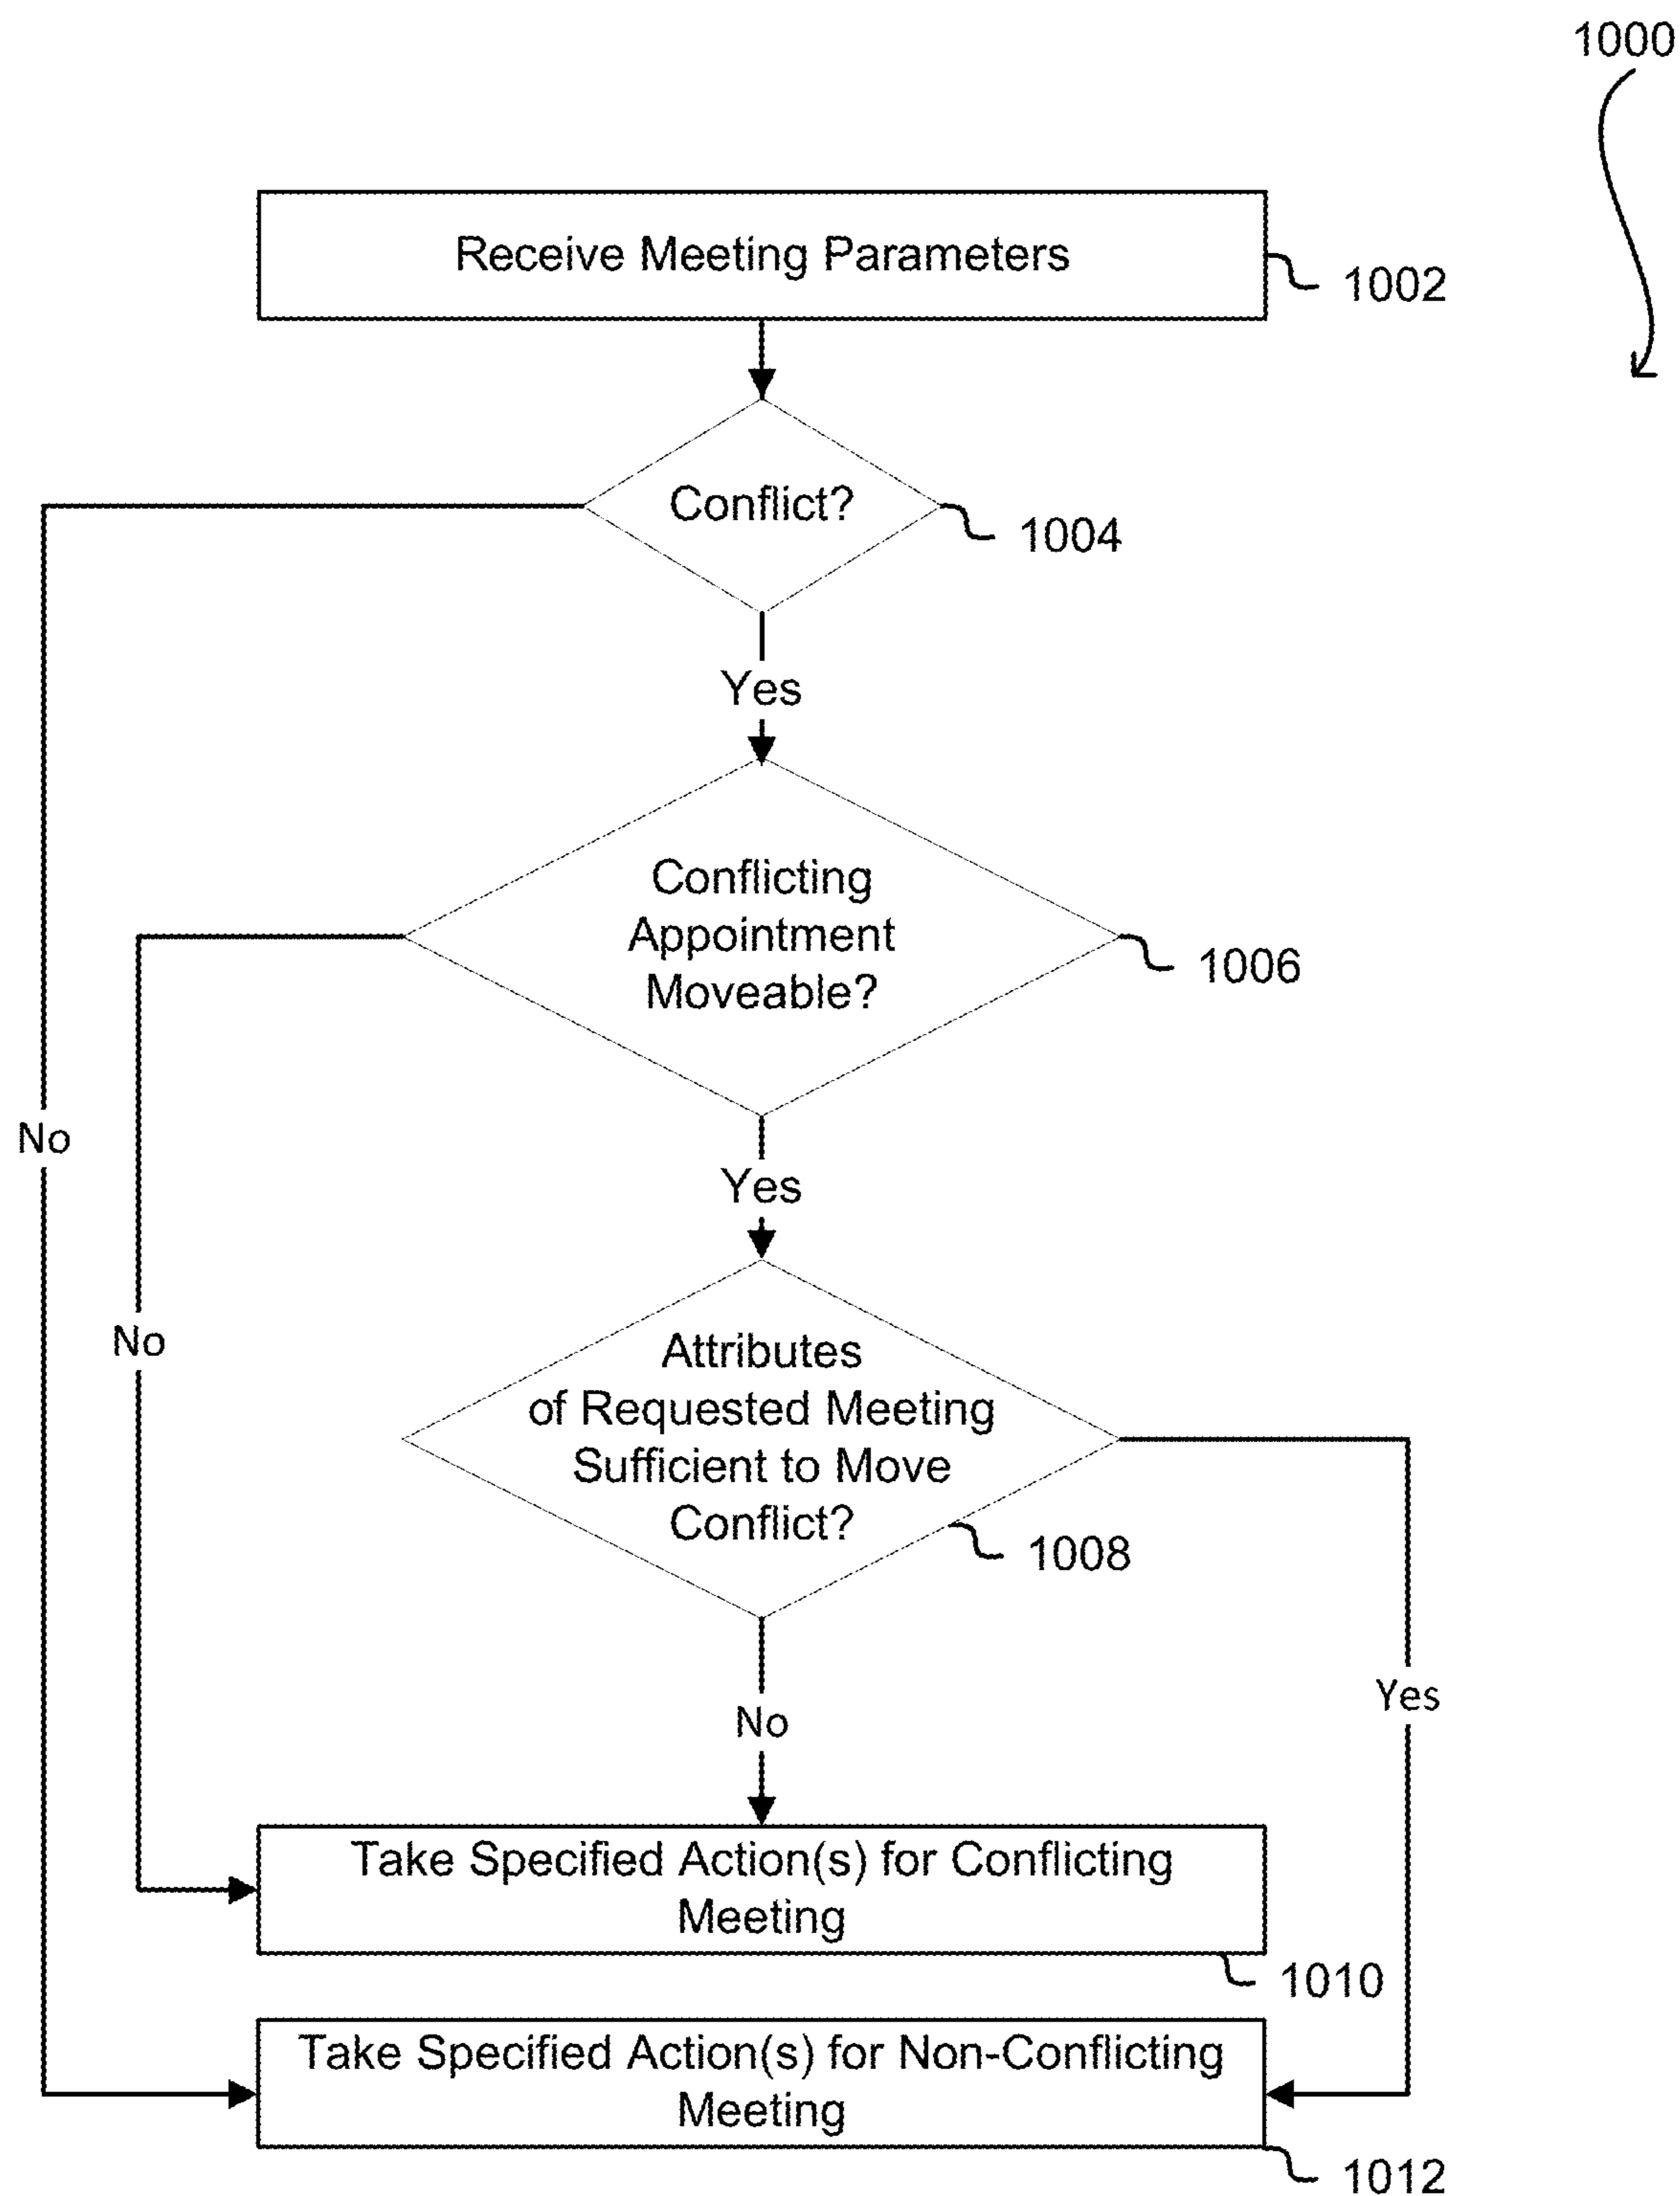 1000
Receive Meeting Parameters
1002
Conflict?
1004
Yes
Conflicting
Appointment
Moveable?
1006
No
Yes
No
Attributes
of Requested Meeting
Sufficient to Move
Conflict?
1008
Yes
No
Take Specified Action(s) for Conflicting
Meeting
1010
Take Specified Action(s) for Non-Conflicting
Meeting
1012